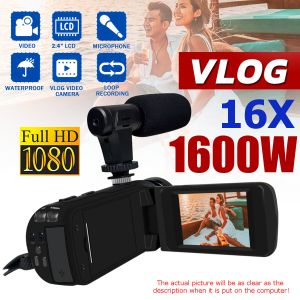 VIDEO
LCD
2.4" LCD
MICROPHONE
WATERPROOF
VLOG VIDEO
CAMERA
LOOP
RECORDING
VLOG
16X
1600W
Full HD
1080
The actual picture will be as clear as the
description when it is put on the computer!